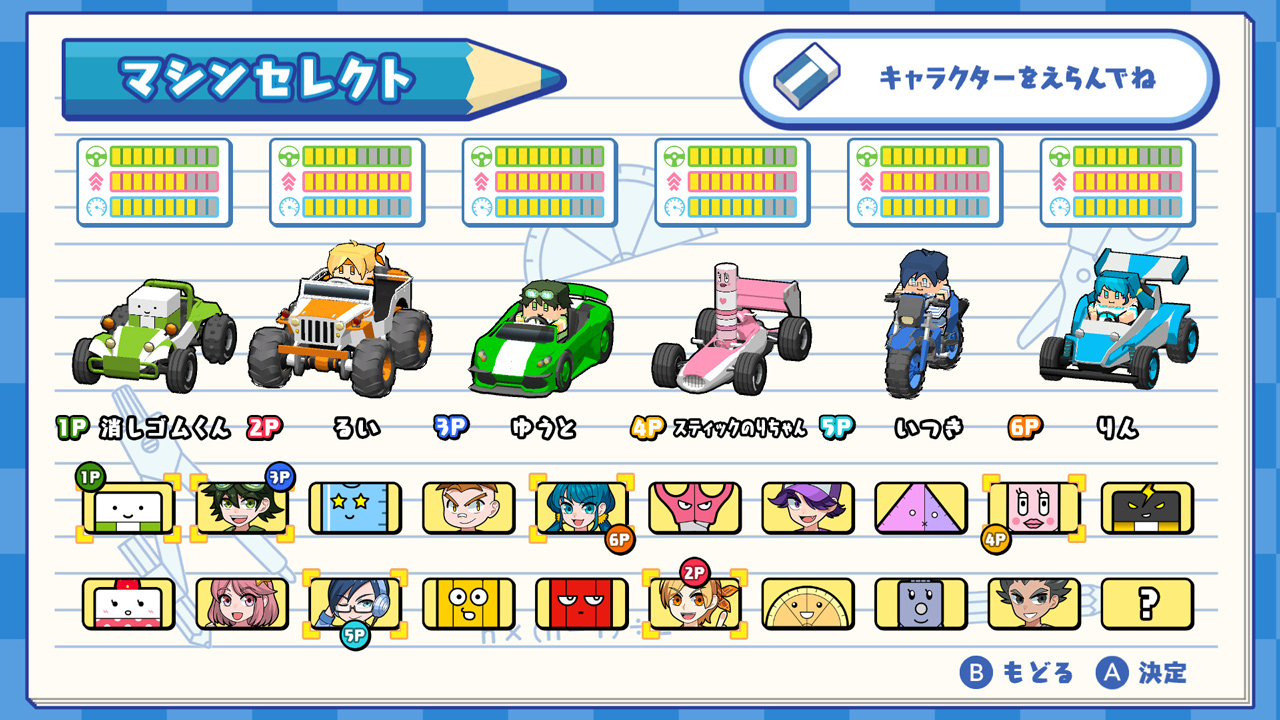 マシンセレクト
キャラクターをえらんでね
1P 消しゴムくん 2P るい 3P ゆうと 4P スティックのりちゃん 5P いつき 6P りん
1P 3P
6P 4P
2P
?
5P
B もどる A 決定